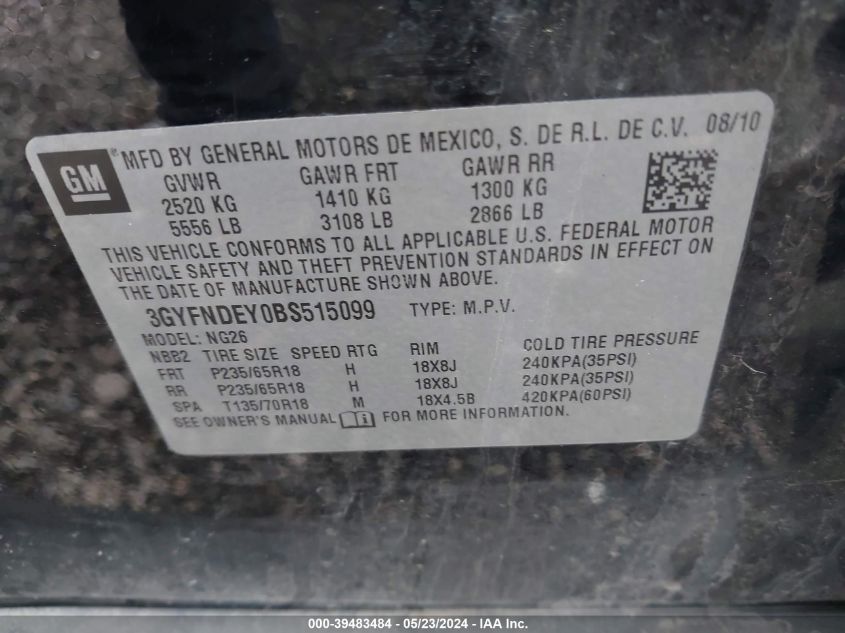 GM ® MFD BY GENERAL MOTORS DE MEXICO, S. DE R.L. DE C.V. 08/10
GVWR GAWR FRT GAWR RR
2520 KG 1410 KG 1300 KG
5556 LB 3108 LB 2866 LB
THIS VEHICLE CONFORMS TO ALL APPLICABLE U.S. FEDERAL MOTOR
VEHICLE SAFETY AND THEFT PREVENTION STANDARDS IN EFFECT ON
THE DATE OF MANUFACTURE SHOWN ABOVE.
3GYFNDEY0BS515099 TYPE: M.P.V.
MODEL: NG26
NBB2 TIRE SIZE SPEED RTG RIM COLD TIRE PRESSURE
FRT P235/65R18 H 18X8J 240KPA(35PSI)
RR P235/65R18 H 18X8J 240KPA(35PSI)
SPA T135/70R18 M 18X4.5B 420KPA(60PSI)
SEE OWNER'S MANUAL FOR MORE INFORMATION.
000-39483484 - 05/23/2024 - IAA Inc.